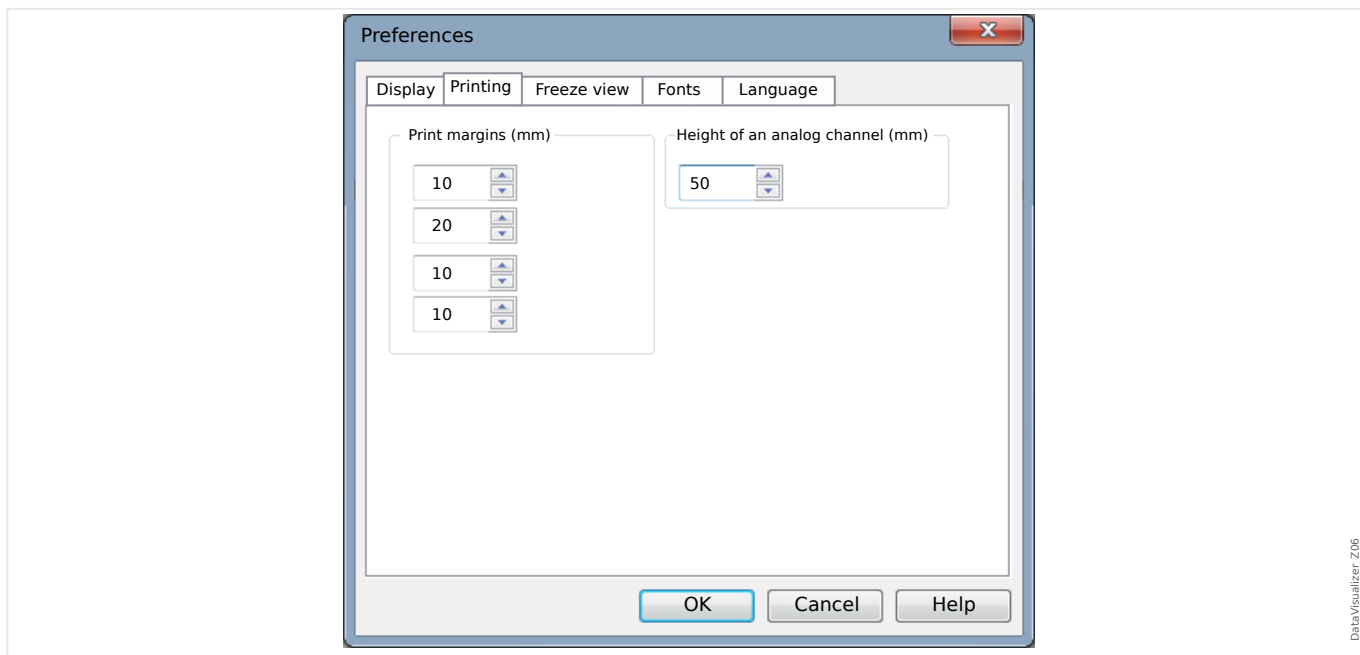 Preferences
Display Printing Freeze view Fonts Language
Print margins (mm) Height of an analog channel (mm)
10 50
20
10
10
OK Cancel Help
DataVisualizer Z06